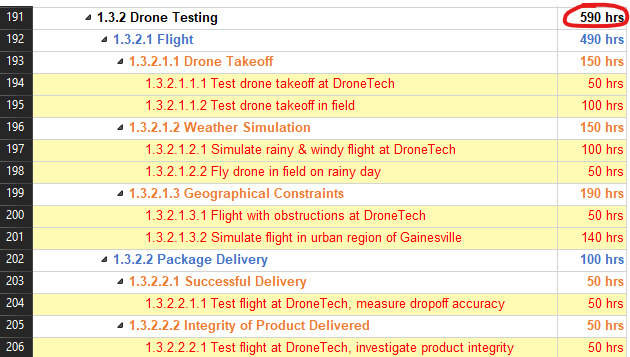 191 1.3.2 Drone Testing 590 hrs
192 1.3.2.1 Flight 490 hrs
193 1.3.2.1.1 Drone Takeoff 150 hrs
194 1.3.2.1.1.1 Test drone takeoff at DroneTech 50 hrs
195 1.3.2.1.1.2 Test drone takeoff in field 100 hrs
196 1.3.2.1.2 Weather Simulation 150 hrs
197 1.3.2.1.2.1 Simulate rainy & windy flight at DroneTech 100 hrs
198 1.3.2.1.2.2 Fly drone in field on rainy day 50 hrs
199 1.3.2.1.3 Geographical Constraints 190 hrs
200 1.3.2.1.3.1 Flight with obstructions at DroneTech 50 hrs
201 1.3.2.1.3.2 Simulate flight in urban region of Gainesville 140 hrs
202 1.3.2.2 Package Delivery 100 hrs
203 1.3.2.2.1 Successful Delivery 50 hrs
204 1.3.2.2.1.1 Test flight at DroneTech, measure dropoff accuracy 50 hrs
205 1.3.2.2.2 Integrity of Product Delivered 50 hrs
206 1.3.2.2.2.1 Test flight at DroneTech, investigate product integrity 50 hrs